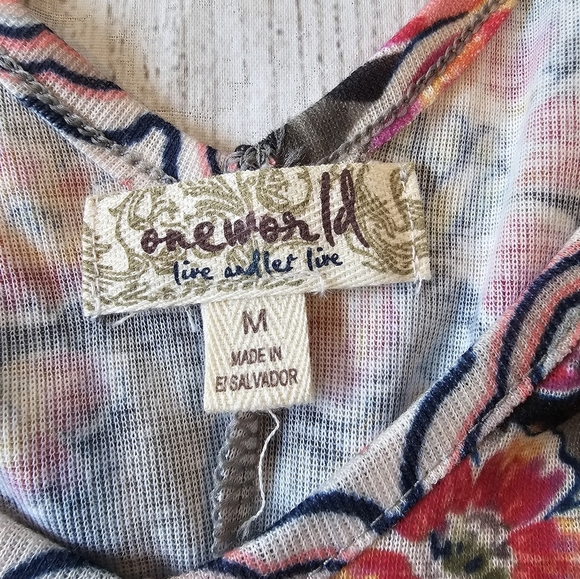 oneworld
live and let live
M
MADE IN
El SALVADOR